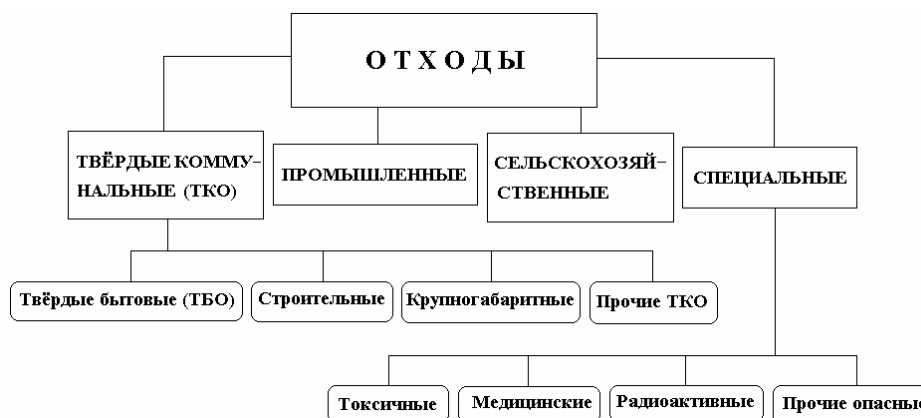 О Т Х О Д Ы
ТВЁРДЫЕ КОММУ-
НАЛЬНЫЕ (ТКО)
ПРОМЫШЛЕННЫЕ
СЕЛЬСКОХОЗЯЙ-
СТВЕННЫЕ
СПЕЦИАЛЬНЫЕ
Твёрдые бытовые (ТБО)
Строительные
Крупногабаритные
Прочие ТКО
Токсичные
Медицинские
Радиоактивные
Прочие опасные